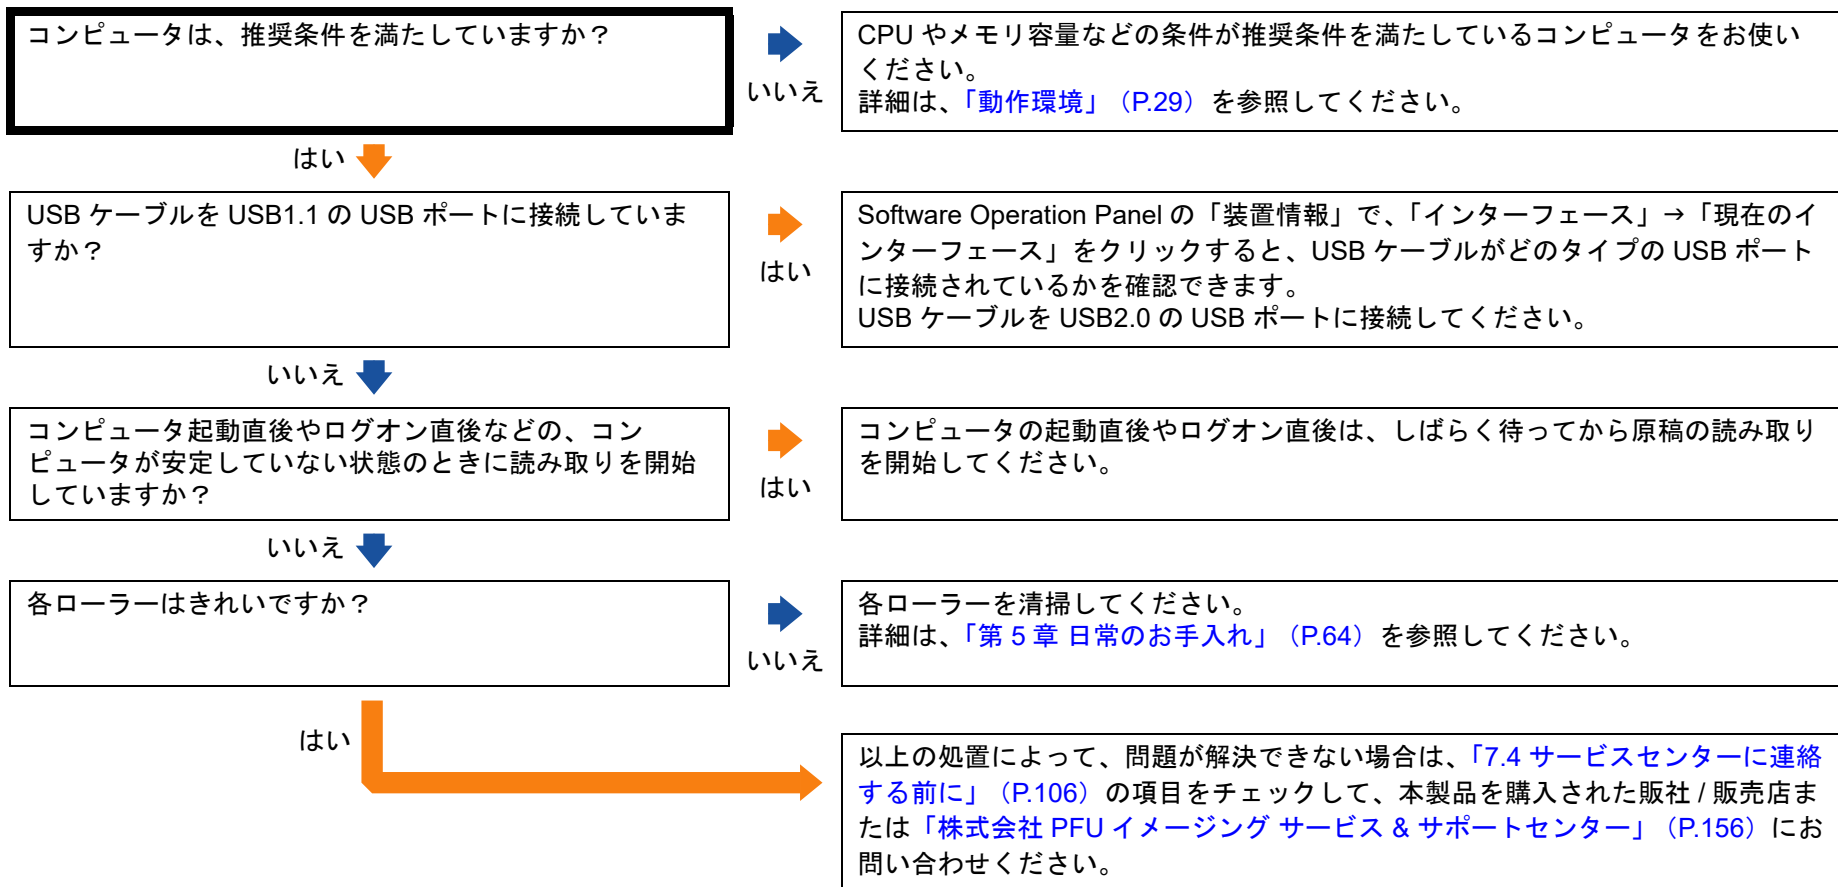 コンピュータは、推奨条件を満たしていますか？
いいえ
CPU やメモリ容量などの条件が推奨条件を満たしているコンピュータをお使い
ください。
詳細は、「動作環境」（P.29）を参照してください。
はい
USB ケーブルを USB1.1 の USB ポートに接続していま
すか？
はい
Software Operation Panel の「装置情報」で、「インターフェース」→「現在のイ
ンターフェース」をクリックすると、USB ケーブルがどのタイプの USB ポート
に接続されているかを確認できます。
USB ケーブルを USB2.0 の USB ポートに接続してください。
いいえ
コンピュータ起動直後やログオン直後などの、コン
ピュータが安定していない状態のときに読み取りを開始
していますか？
はい
コンピュータの起動直後やログオン直後は、しばらく待ってから原稿の読み取り
を開始してください。
いいえ
各ローラーはきれいですか？
いいえ
各ローラーを清掃してください。
詳細は、「第 5 章 日常のお手入れ」（P.64）を参照してください。
はい
以上の処置によって、問題が解決できない場合は、「7.4 サービスセンターに連絡
する前に」（P.106）の項目をチェックして、本製品を購入された販社 / 販売店ま
たは「株式会社 PFU イメージング サービス & サポートセンター」（P.156）にお
問い合わせください。